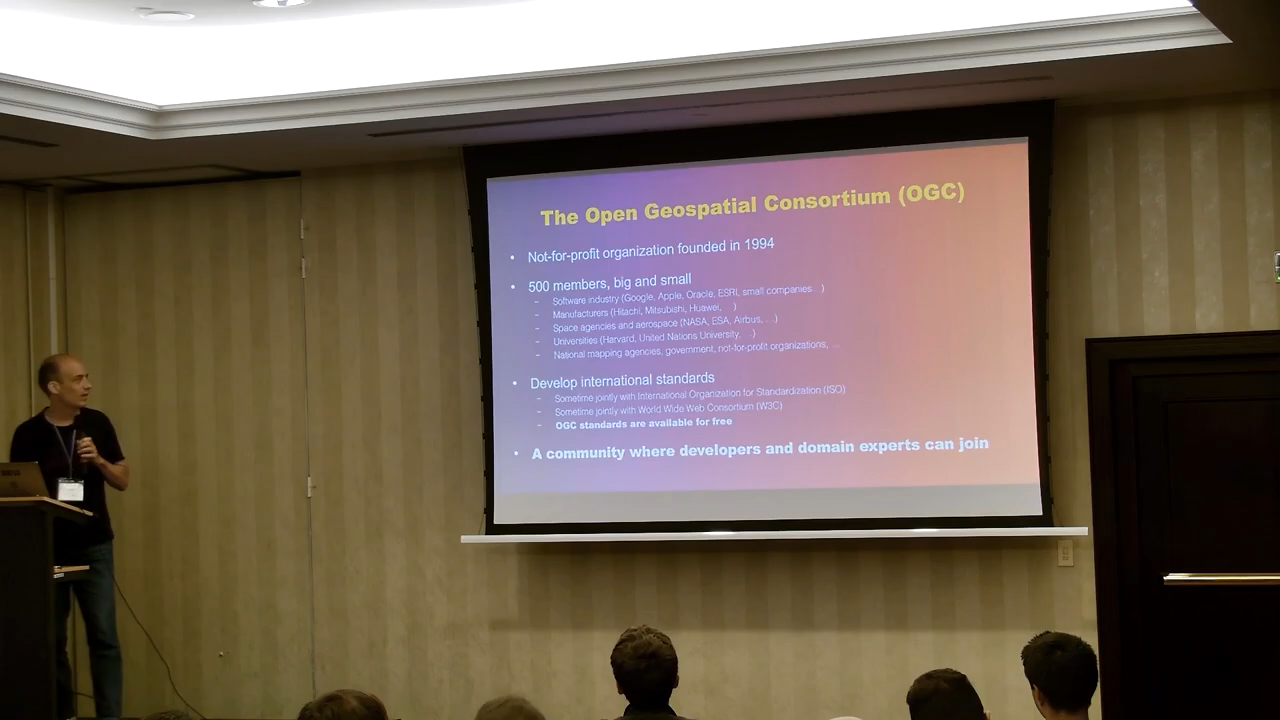 The Open Geospatial Consortium (OGC)
• Not-for-profit organization founded in 1994
• 500 members, big and small
- Software industry (Google, Apple, Oracle, ESRI, small companies…)
- Manufacturers (Hitachi, Mitsubishi, Huawei, …)
- Space agencies and aerospace (NASA, ESA, Airbus, …)
- Universities (Harvard, United Nations University, …)
- National mapping agencies, government, not-for-profit organizations, …
• Develop international standards
- Sometime jointly with International Organization for Standardization (ISO)
- Sometime jointly with World Wide Web Consortium (W3C)
- OGC standards are available for free
• A community where developers and domain experts can join